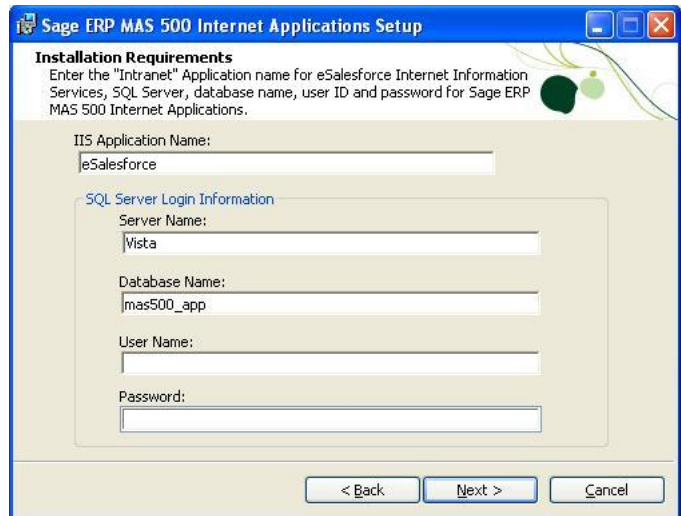 Sage ERP MAS 500 Internet Applications Setup
Installation Requirements
Enter the "Intranet" Application name for eSalesforce Internet Information
Services, SQL Server, database name, user ID and password for Sage ERP
MAS 500 Internet Applications.
IIS Application Name:
eSalesforce
SQL Server Login Information
Server Name:
Vista
Database Name:
mas500_app
User Name:
Password:
< Back Next > Cancel